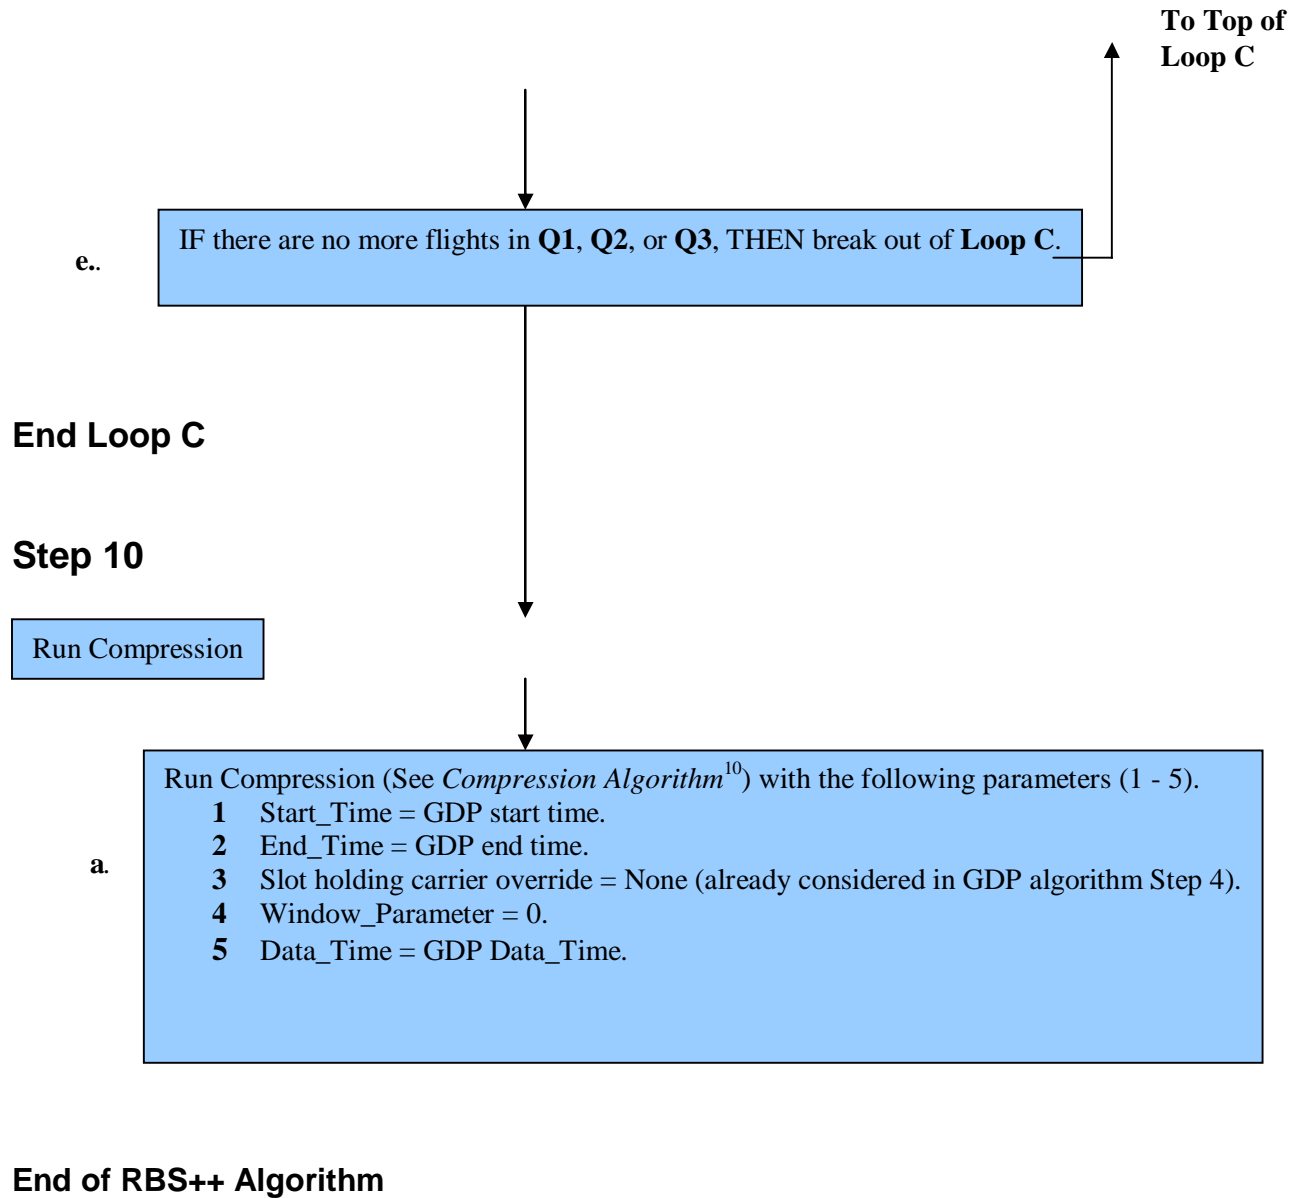 To Top of
Loop C
IF there are no more flights in Q1, Q2, or Q3, THEN break out of Loop C.
e..
End Loop C
Step 10
Run Compression
Run Compression (See Compression Algorithm10) with the following parameters (1 - 5).
1 Start_Time = GDP start time.
2 End_Time = GDP end time.
a.
3 Slot holding carrier override = None (already considered in GDP algorithm Step 4).
4 Window_Parameter = 0.
5 Data_Time = GDP Data_Time.
End of RBS++ Algorithm